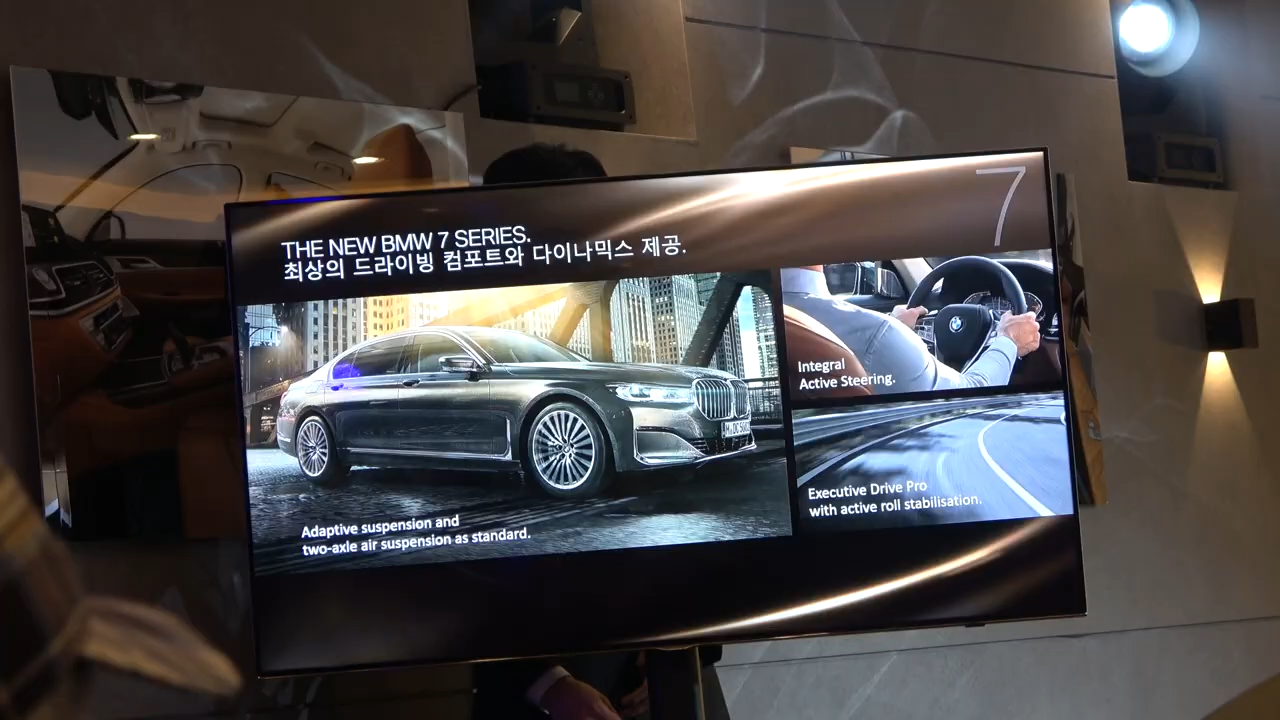 7
THE NEW BMW 7 SERIES.
최상의 드라이빙 컴포트와 다이나믹스 제공.
Integral
Active Steering.
Adaptive suspension and
two-axle air suspension as standard.
Executive Drive Pro
with active roll stabilisation.